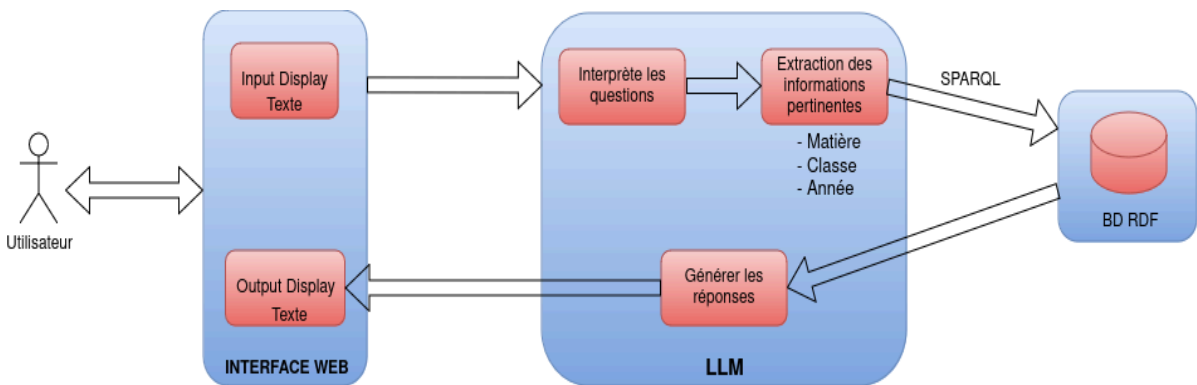 Input Display
Texte
Interprète les
questions
Extraction des
informations
pertinentes
SPARQL
- Matière
- Classe
- Année
Utilisateur
BD RDF
Output Display
Texte
Générer les
réponses
INTERFACE WEB
LLM